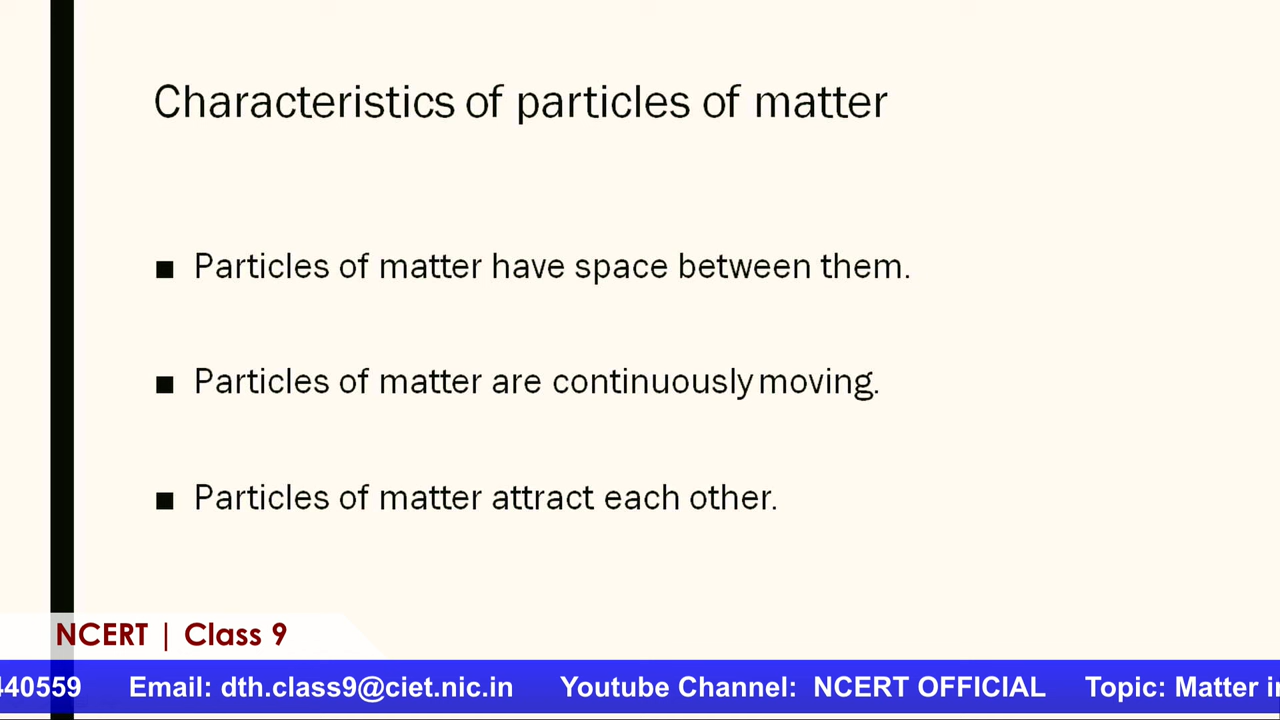 Characteristics of particles of matter
■ Particles of matter have space between them.
■ Particles of matter are continuously moving.
■ Particles of matter attract each other.
NCERT | Class 9
440559 Email: dth.class9@ciet.nic.in Youtube Channel: NCERT OFFICIAL Topic: Matter in